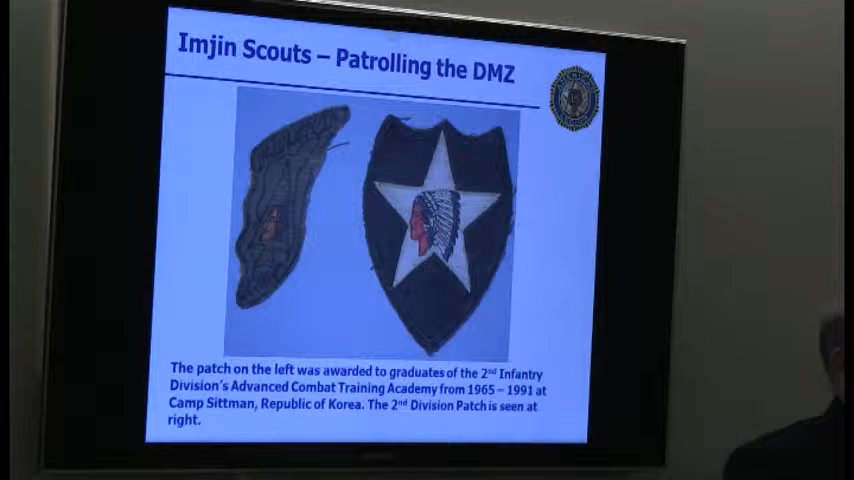 Imjin Scouts – Patrolling the DMZ
The patch on the left was awarded to graduates of the 2nd Infantry
Division's Advanced Combat Training Academy from 1965 – 1991 at
Camp Sittman, Republic of Korea. The 2nd Division Patch is seen at
right.